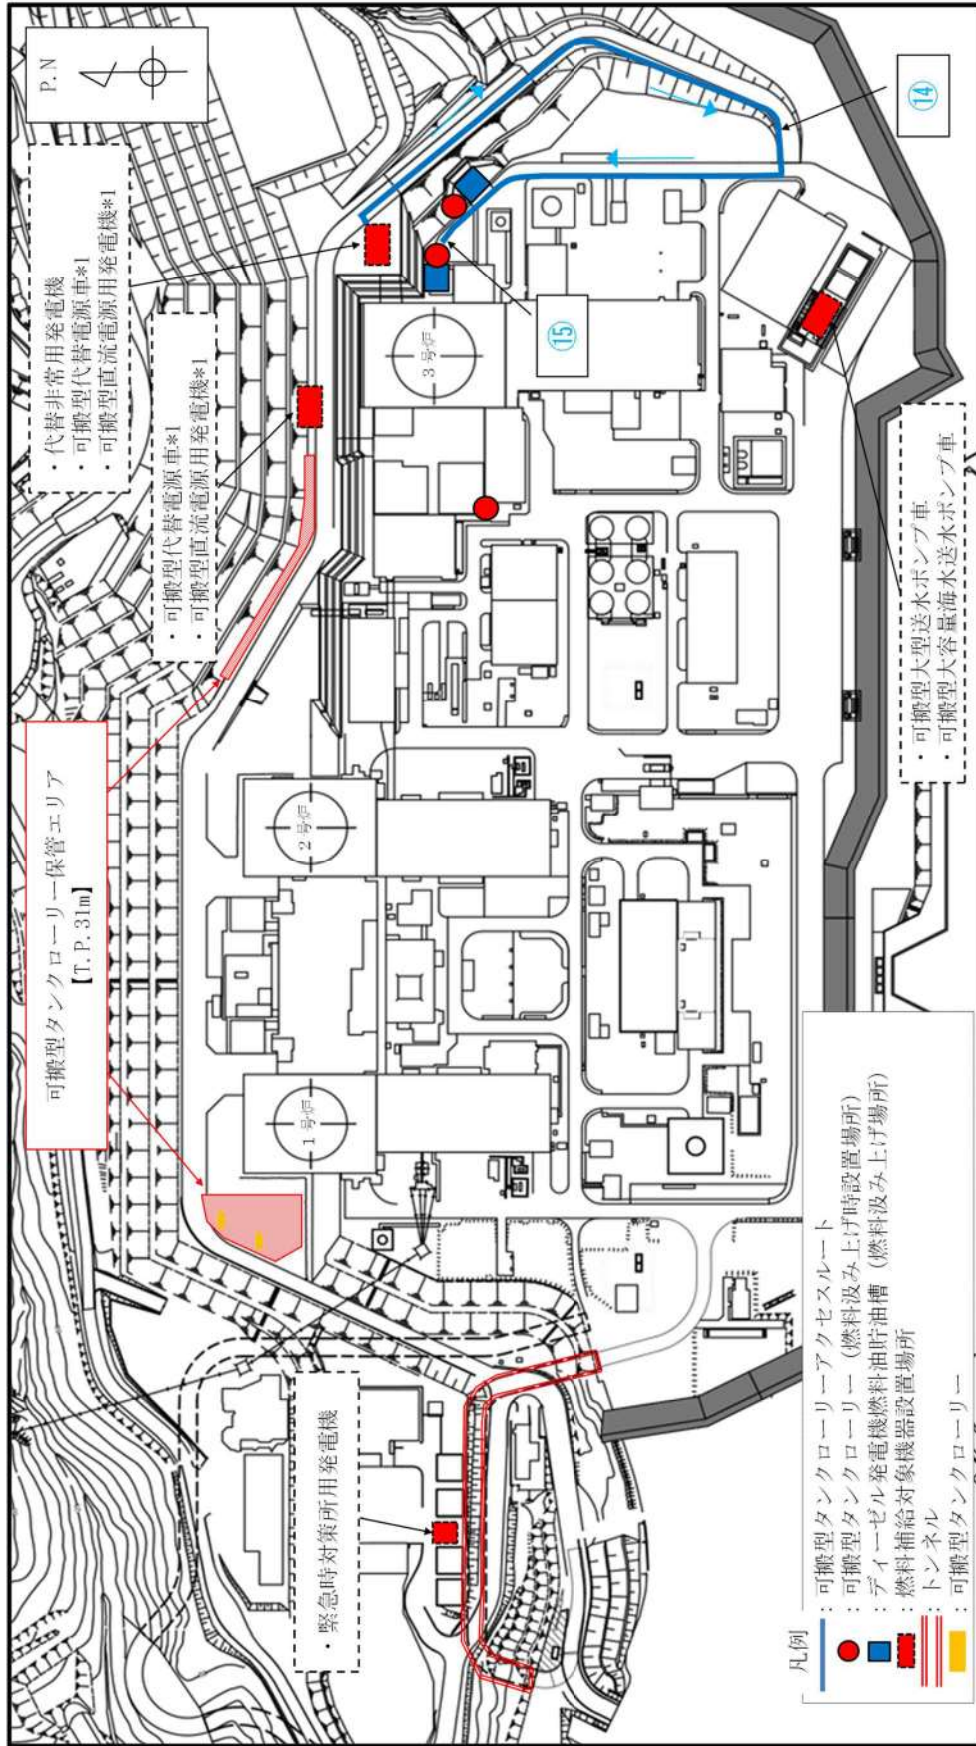 P.N
・代替非常用発電機
・可搬型代替電源車*1
・可搬型直流電源用発電機*1
・可搬型代替電源車*1
・可搬型直流電源用発電機*1
可搬型タンクローリー保管エリア
【T.P.31m】
・緊急時対策所用発電機
⑭
⑮
3号炉
2号炉
1号炉
・可搬型大型送水ポンプ車
・可搬型大容量海水送水ポンプ車
凡例
：可搬型タンクローリーアクセスルート
：可搬型タンクローリー（燃料汲み上げ時設置場所）
：ディーゼル発電機燃料油貯油槽（燃料汲み上げ場所）
：燃料補給対象機器設置場所
：トンネル
：可搬型タンクローリー